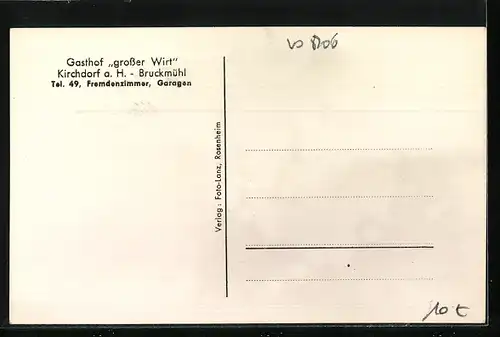 Gasthof „großer Wirt“
Kirchdorf a. H. - Bruckmühl
Tel. 49, Fremdenzimmer, Garagen
Verlag: Foto-Lanz, Rosenheim
10 €